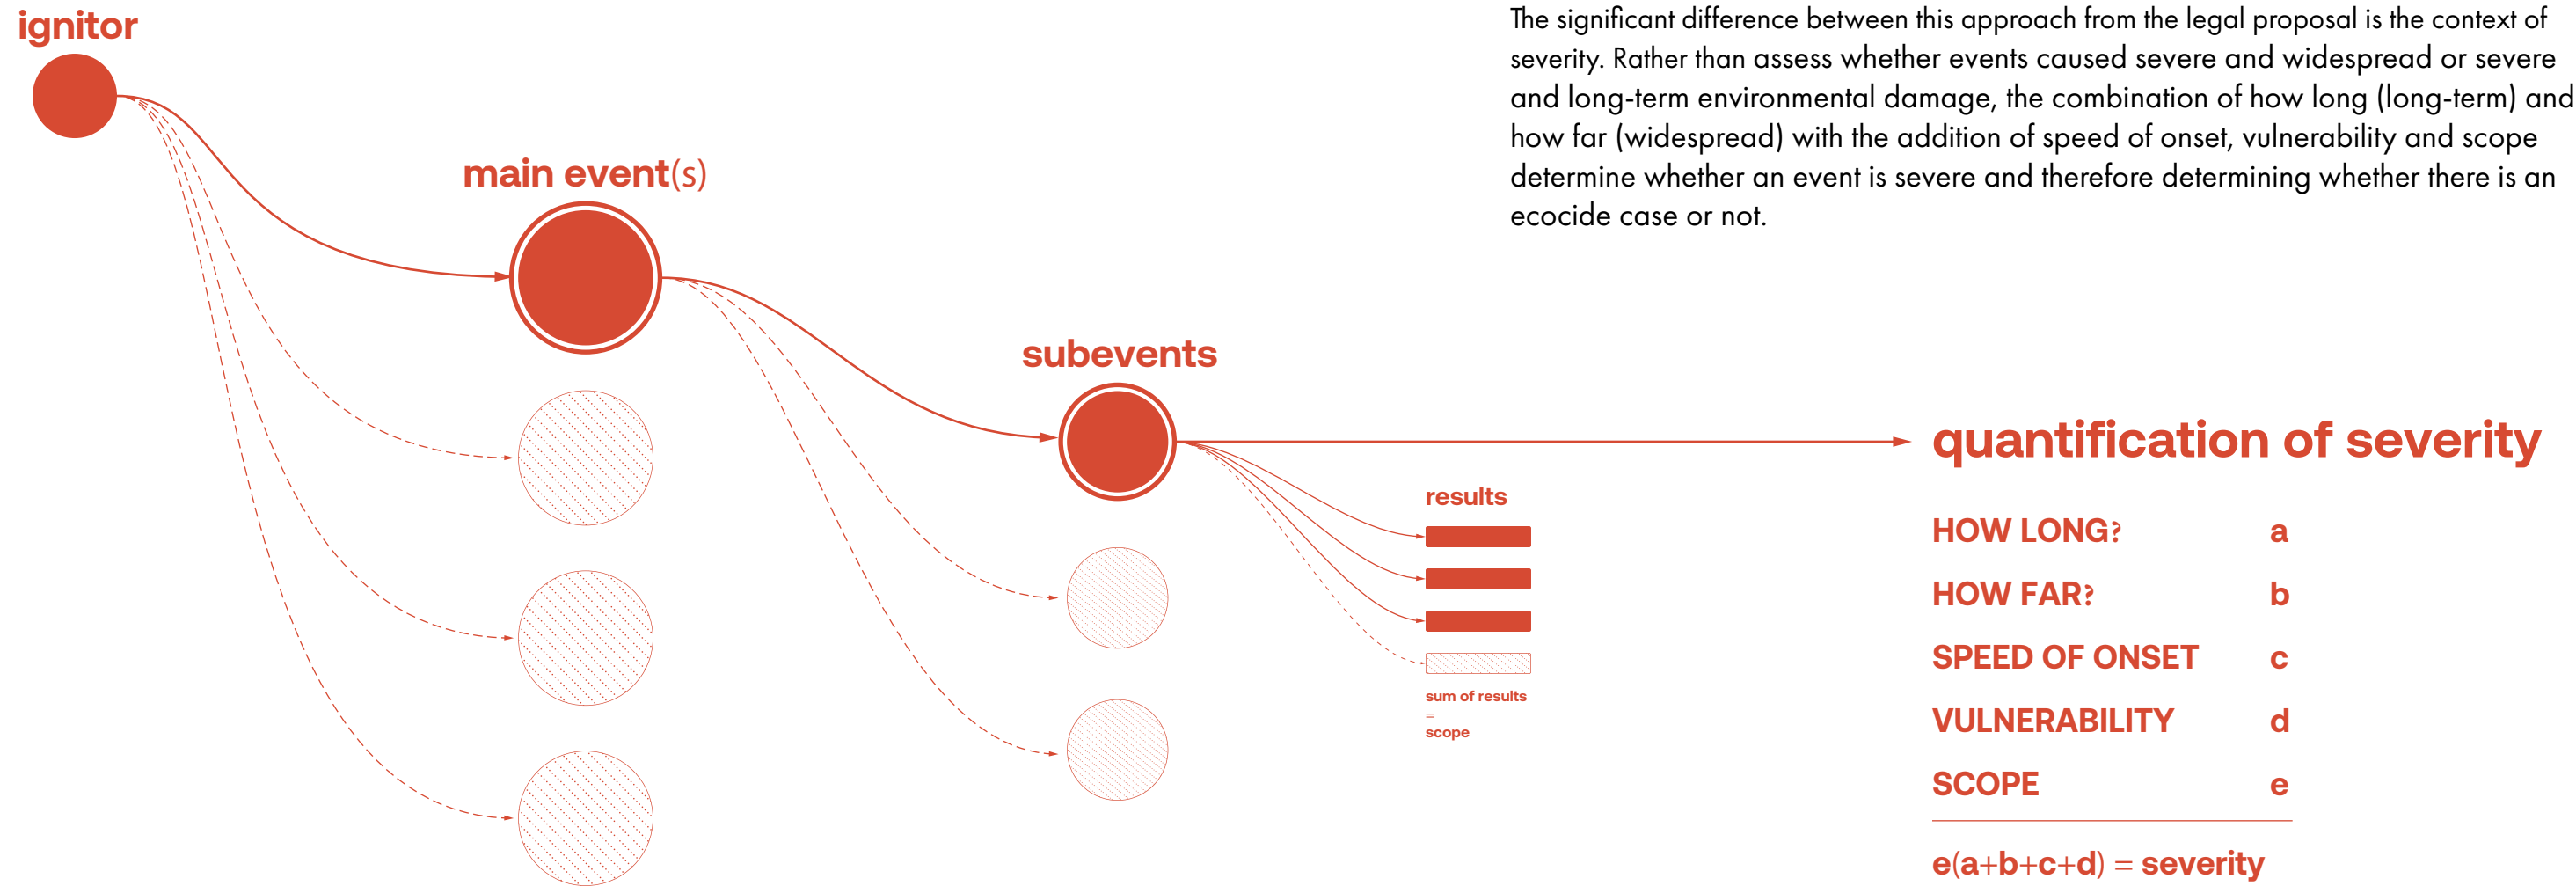 ignitor
The significant difference between this approach from the legal proposal is the context of
severity. Rather than assess whether events caused severe and widespread or severe
and long-term environmental damage, the combination of how long (long-term) and
how far (widespread) with the addition of speed of onset, vulnerability and scope
determine whether an event is severe and therefore determining whether there is an
ecocide case or not.
main event(s)
subevents
results
sum of results
=
scope
quantification of severity
HOW LONG? a
HOW FAR? b
SPEED OF ONSET c
VULNERABILITY d
SCOPE e
e(a+b+c+d) = severity